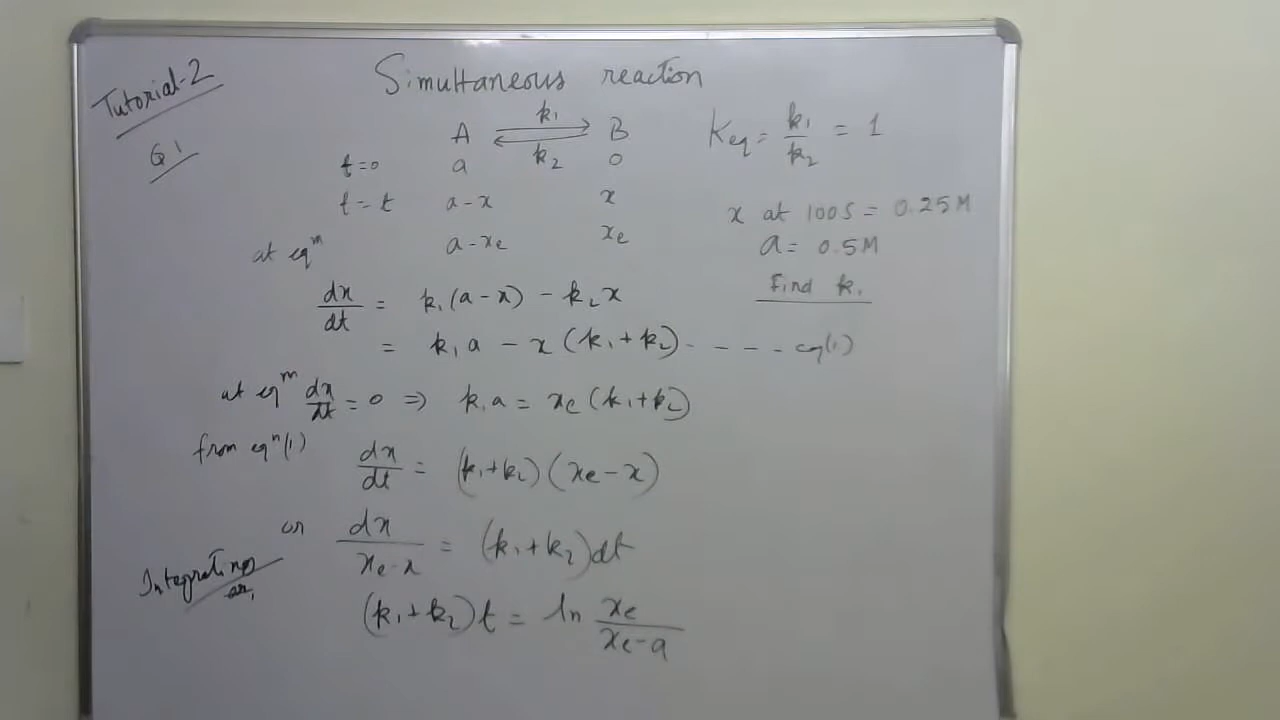 Tutorial-2
Simultaneous reaction
Q1
A ⇌ B
k₁
k₂
Keq = k₁/k₂ = 1
t=0 a 0
t = t a-x x
at eqᵐ a-xₑ xₑ
x at 100S = 0.25M
a = 0.5M
Find k₁
dx/dt = k₁(a-x) - k₂x
= k₁a - x(k₁+k₂) - - - - eq(1)
at eqᵐ dx/dt = 0 ⇒ k₁a = xₑ(k₁+k₂)
from eqⁿ(1) dx/dt = (k₁+k₂)(xₑ-x)
or dx/xₑ-x = (k₁+k₂)dt
Integrating
(k₁+k₂)t = ln xₑ/xₑ-a